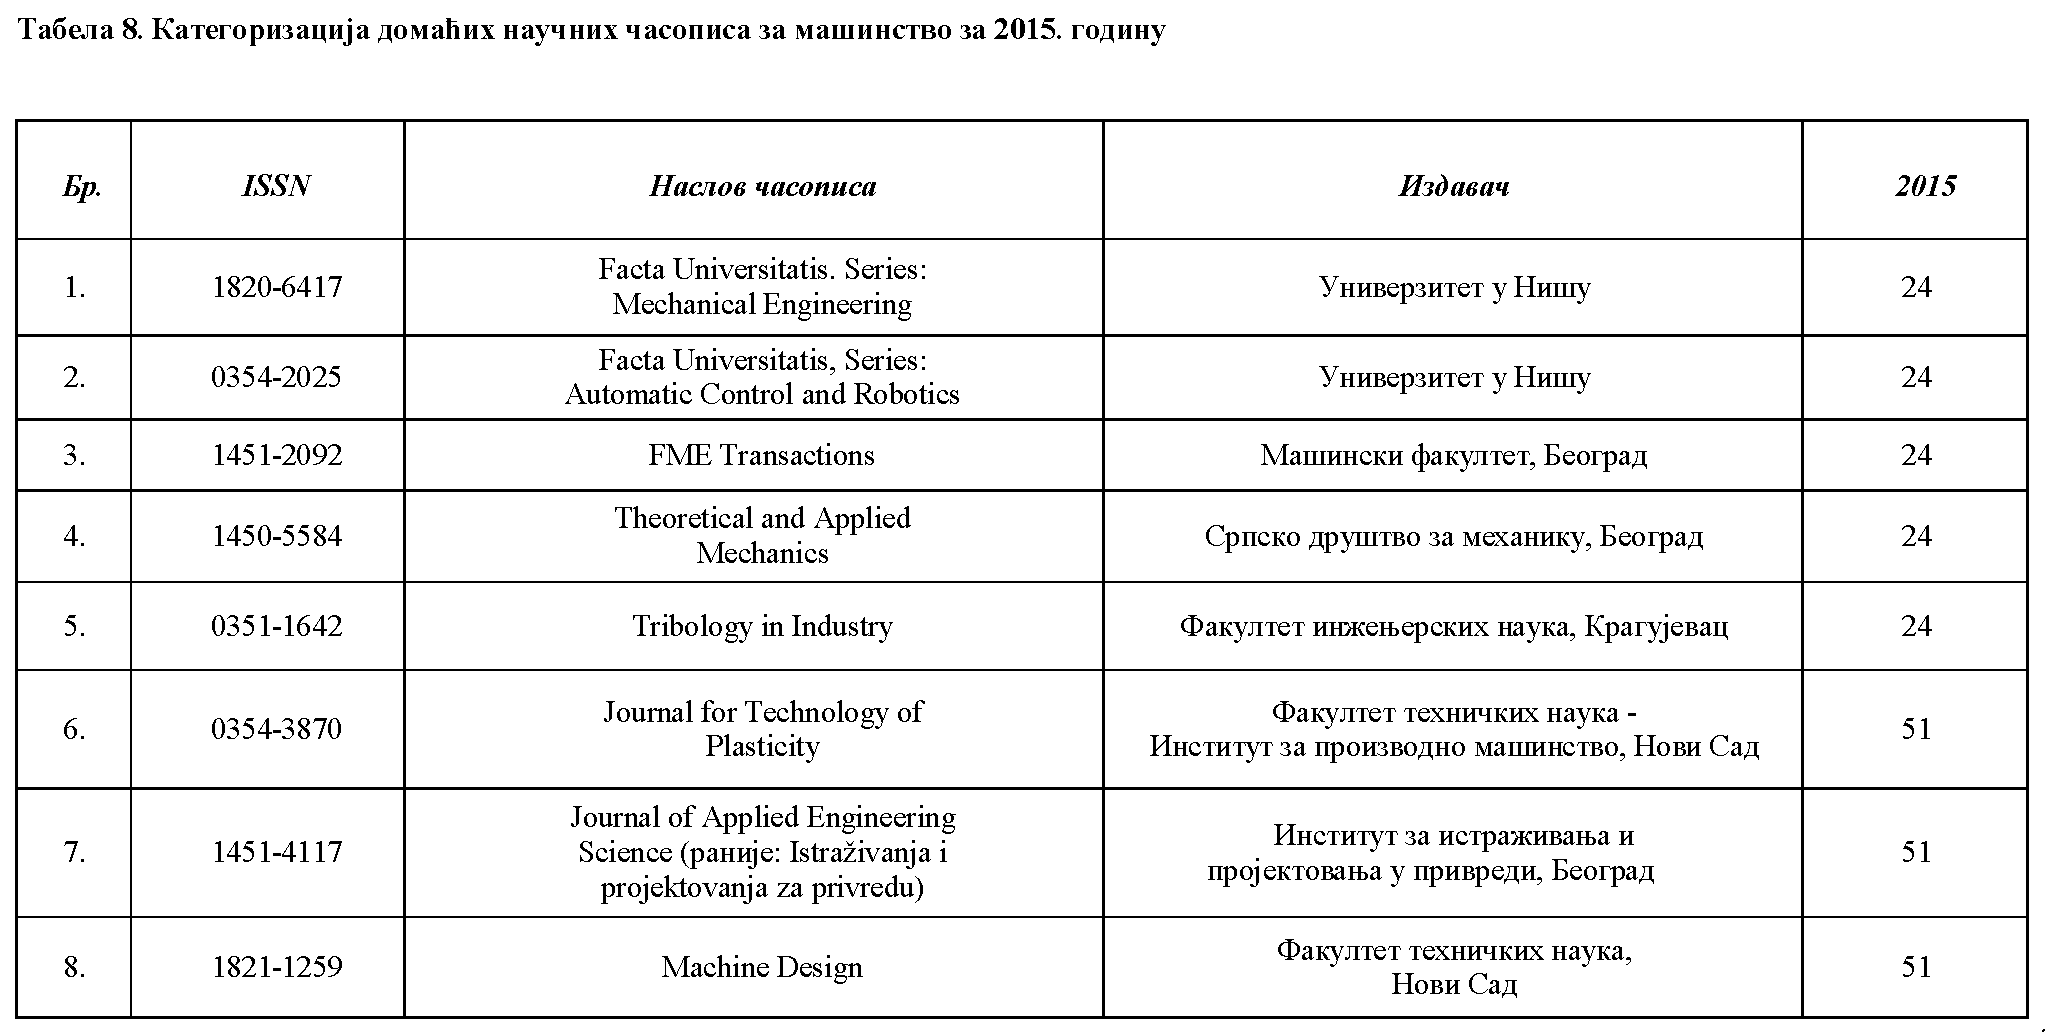 Табела 8. Категоризација домаћих научних часописа за машинство за 2015. годину
Бр.
ISSN
Наслов часописа
Издавач
2015
1.
1820-6417
Facta Universitatis. Series:
Mechanical Engineering
Универзитет у Нишу
24
2.
0354-2025
Facta Universitatis, Series:
Automatic Control and Robotics
Универзитет у Нишу
24
3.
1451-2092
FME Transactions
Машински факултет, Београд
24
4.
1450-5584
Theoretical and Applied
Mechanics
Српско друштво за механику, Београд
24
5.
0351-1642
Tribology in Industry
Факултет инжењерских наука, Крагујевац
24
6.
0354-3870
Journal for Technology of
Plasticity
Факултет техничких наука -
Институт за производно машинство, Нови Сад
51
7.
1451-4117
Journal of Applied Engineering
Science (раније: Istraživanja i
projektovanja za privredu)
Институт за истраживања и
пројектовања у привреди, Београд
51
8.
1821-1259
Machine Design
Факултет техничких наука,
Нови Сад
51